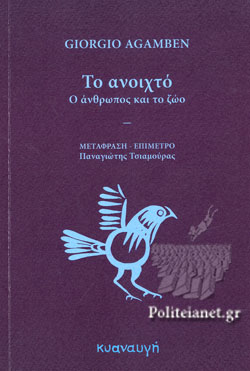 GIORGIO AGAMBEN
Το ανοιχτό
Ο άνθρωπος και το ζώο
ΜΕΤΑΦΡΑΣΗ - ΕΠΙΜΕΤΡΟ
Παναγιώτης Τσιαμούρας
Politeianet.gr
κυαναυγή